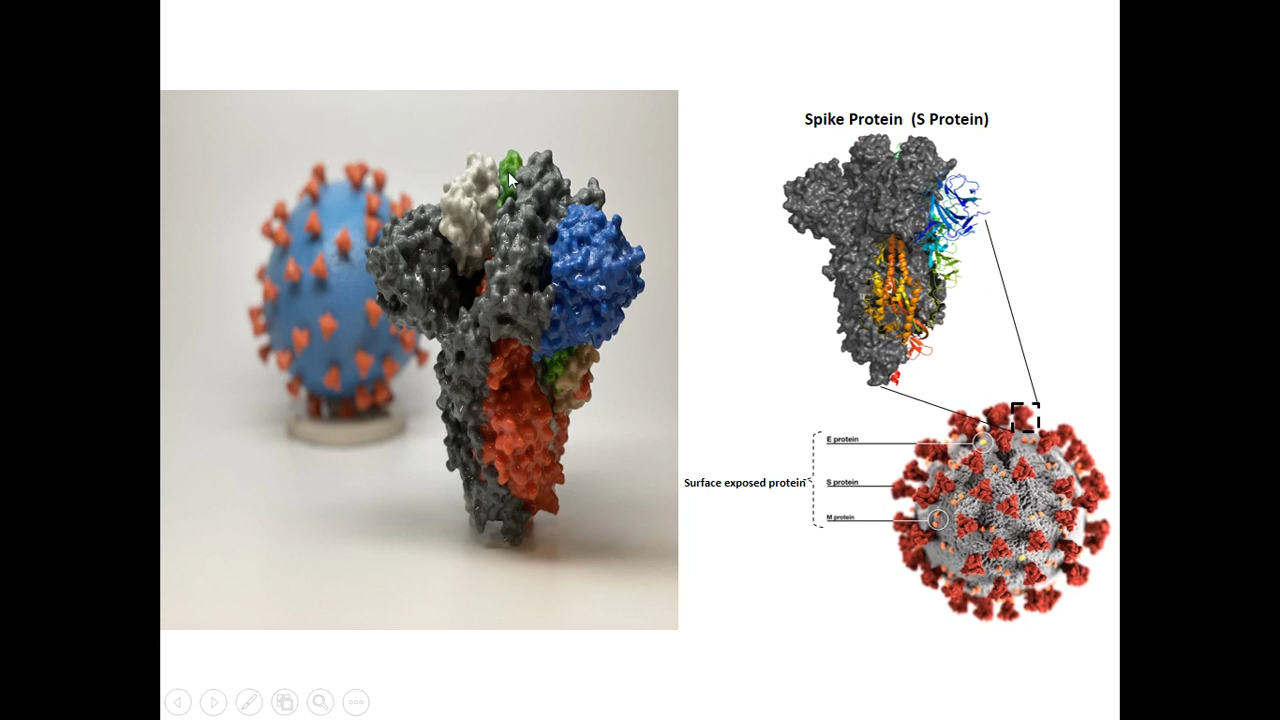 Spike Protein (S Protein)
E protein
Surface exposed protein
S protein
M protein